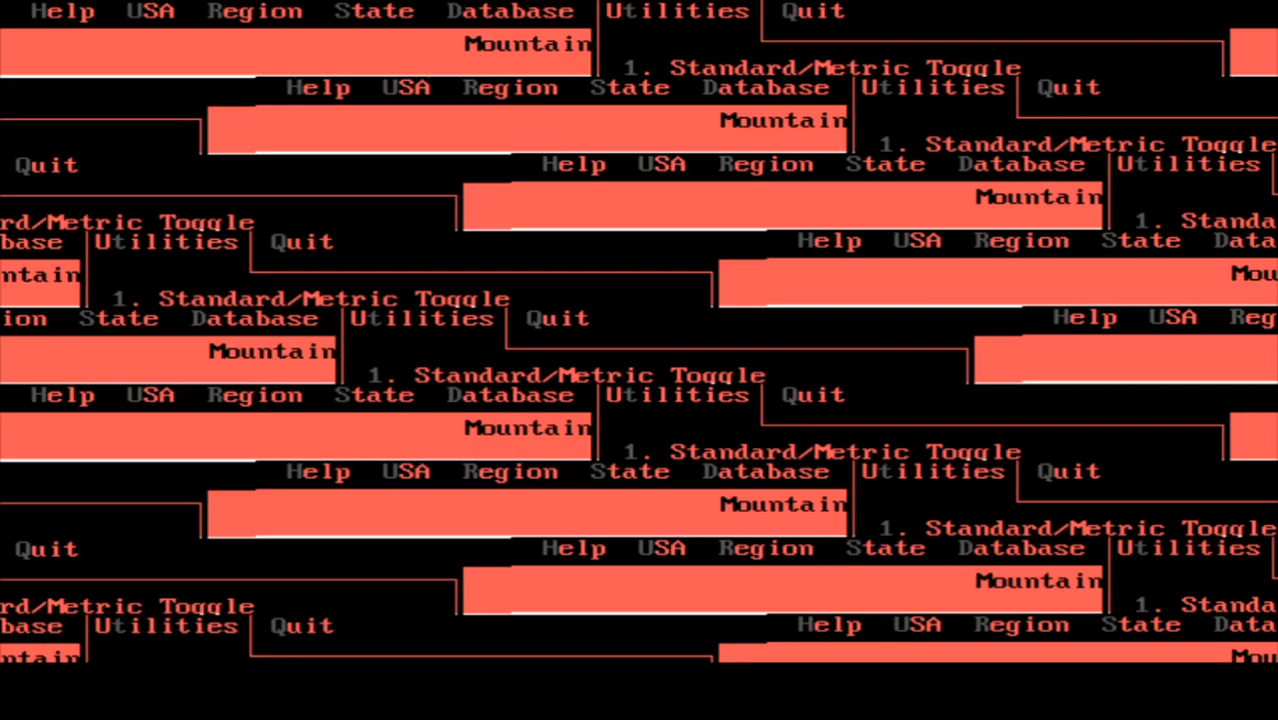 Help USA Region State Database Utilities Quit
Mountain
1. Standard/Metric Toggle
Help USA Region State Database Utilities Quit
Mountain
1. Standard/Metric Toggle
Quit Help USA Region State Database Utilities
Mountain
rd/Metric Toggle 1. Standa
base Utilities Quit Help USA Region State Data
ntain Mou
1. Standard/Metric Toggle
ion State Database Utilities Quit Help USA Reg
Mountain
1. Standard/Metric Toggle
Help USA Region State Database Utilities Quit
Mountain
1. Standard/Metric Toggle
Help USA Region State Database Utilities Quit
Mountain
1. Standard/Metric Toggle
Quit Help USA Region State Database Utilities
Mountain
rd/Metric Toggle 1. Standa
base Utilities Quit Help USA Region State Data
ntain Mou